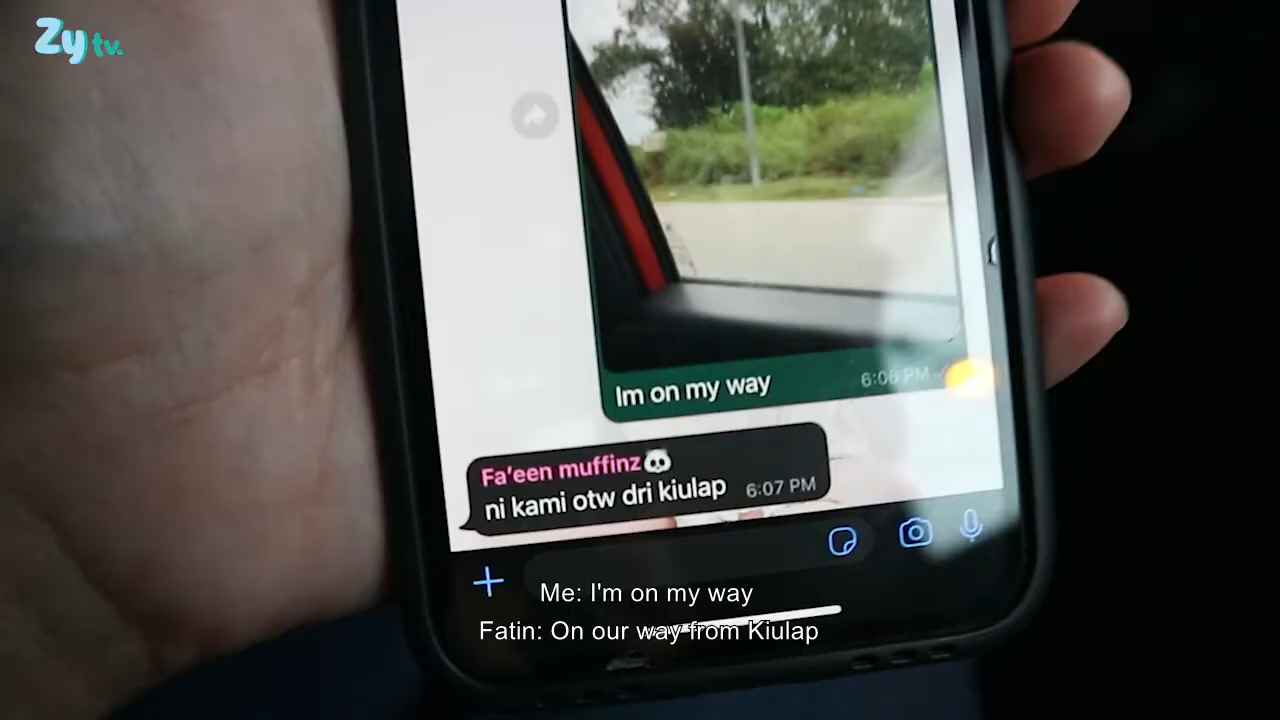 Zy tv.
Im on my way
6:06 PM
Fa'een muffinz🐼
ni kami otw dri kiulap 6:07 PM
Me: I'm on my way
Fatin: On our way from Kiulap